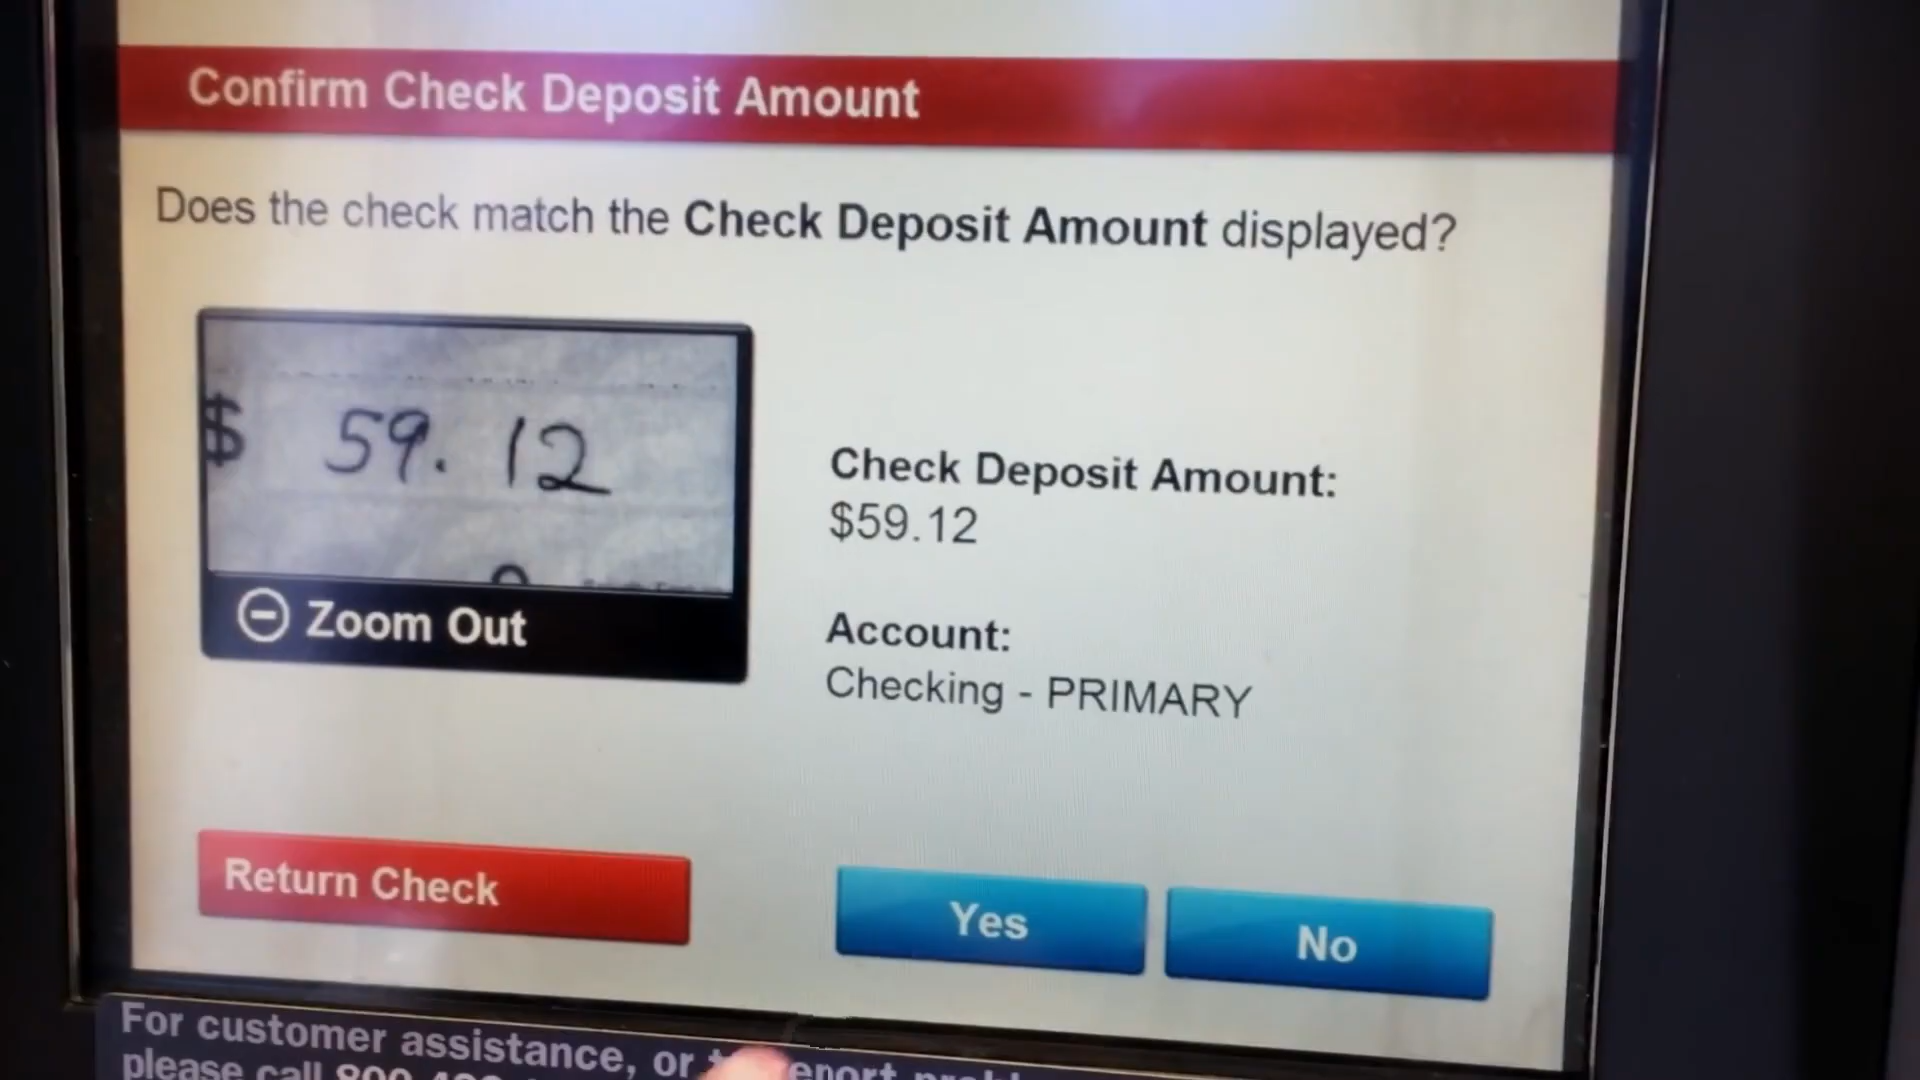 Confirm Check Deposit Amount
Does the check match the Check Deposit Amount displayed?
$ 59.12
Zoom Out
Check Deposit Amount:
$59.12
Account:
Checking - PRIMARY
Return Check
Yes
No
For customer assistance, or
please call 800